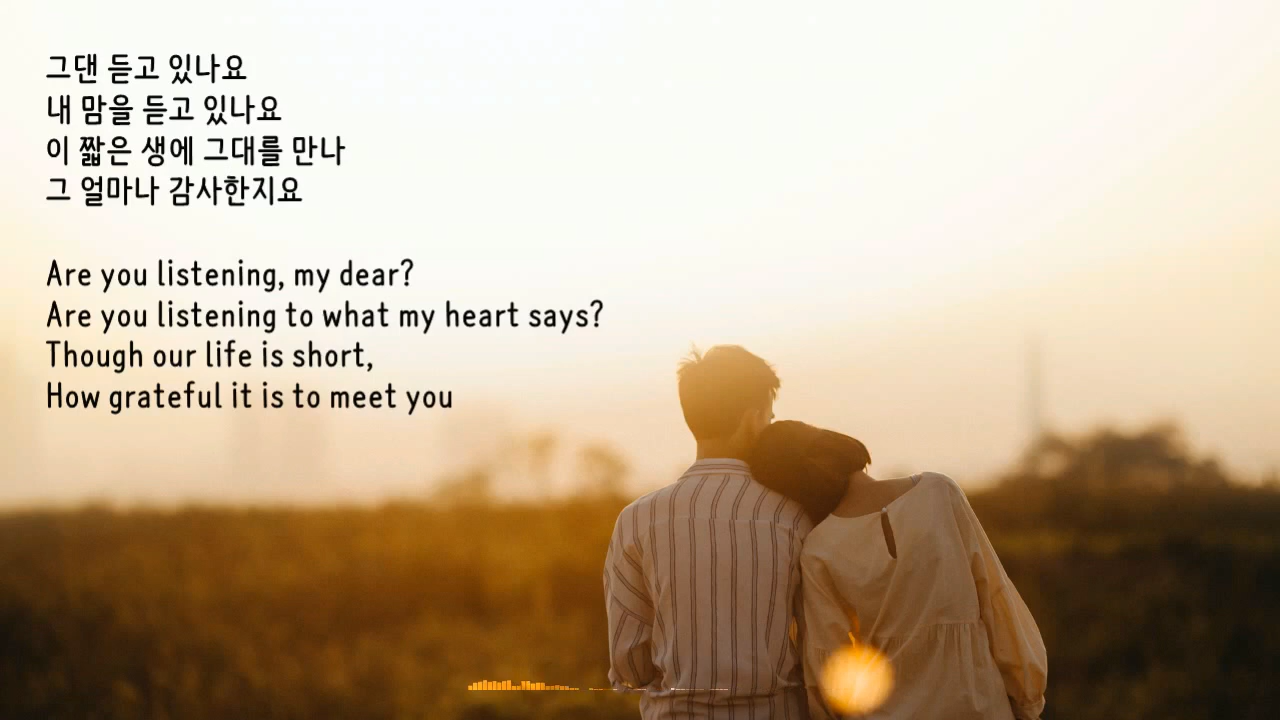 그댄 듣고 있나요
내 맘을 듣고 있나요
이 짧은 생에 그대를 만나
그 얼마나 감사한지요
Are you listening, my dear?
Are you listening to what my heart says?
Though our life is short,
How grateful it is to meet you